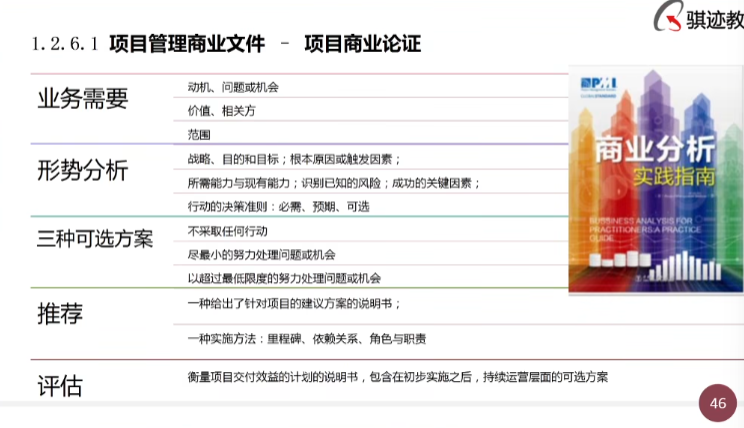 骐迹教
1.2.6.1 项目管理商业文件 – 项目商业论证
业务需要
动机、问题或机会
价值、相关方
范围
形势分析
战略、目的和目标；根本原因或触发因素；
所需能力与现有能力；识别已知的风险；成功的关键因素；
行动的决策准则：必需、预期、可选
三种可选方案
不采取任何行动
尽最小的努力处理问题或机会
以超过最低限度的努力处理问题或机会
推荐
一种给出了针对项目的建议方案的说明书；
一种实施方法：里程碑、依赖关系、角色与职责
评估
衡量项目交付效益的计划的说明书，包含在初步实施之后，持续运营层面的可选方案
PMI
商业分析
实践指南
BUSSINESS ANALYSIS FOR
PRACTITIONERS:A PRACTICE
GUIDE
46